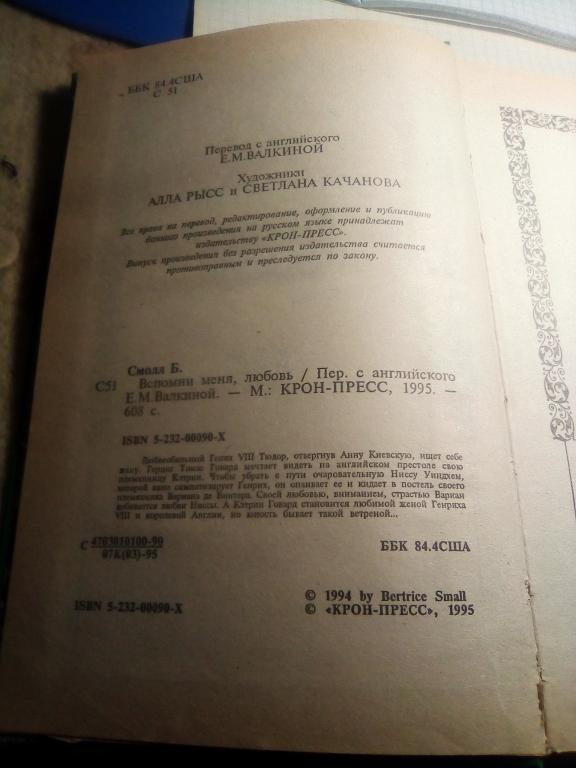 ББК 84.4США
С 51
Перевод с английского
Е.М.ВАЛКИНОЙ
Художники
АЛЛА РЫСС и СВЕТЛАНА КАЧАНОВА
Все права на перевод, редактирование, оформление и публикацию
данного произведения на русском языке принадлежат
издательству «КРОН-ПРЕСС».
Выпуск произведения без разрешения издательства считается
противоправным и преследуется по закону.
Смолл Б.
С51 Вспомни меня, любовь / Пер. с английского
Е.М.Валкиной. — М.: КРОН-ПРЕСС, 1995. —
608 с.
ISBN 5-232-00090-X
Любвеобильный Генрих VIII Тюдор, отвергнув Анну Клевскую, ищет себе
жену. Герцог Томас Говард мечтает видеть на английском престоле свою
племянницу Кэтрин. Чтобы убрать с пути очаровательную Ниссу Уиндхем,
которой явно симпатизирует Генрих, он опаивает ее и кидает в постель своего
племянника Вариана де Винтера. Своей любовью, вниманием, страстью Вариан
добивается любви Ниссы. А Кэтрин Говард становится любимой женой Генриха
VIII и королевой Англии, но юность бывает такой ветреной...
С 4703010100-90
07К(03)-95
ББК 84.4США
ISBN 5-232-00090-X
© 1994 by Bertrice Small
© «КРОН-ПРЕСС», 1995